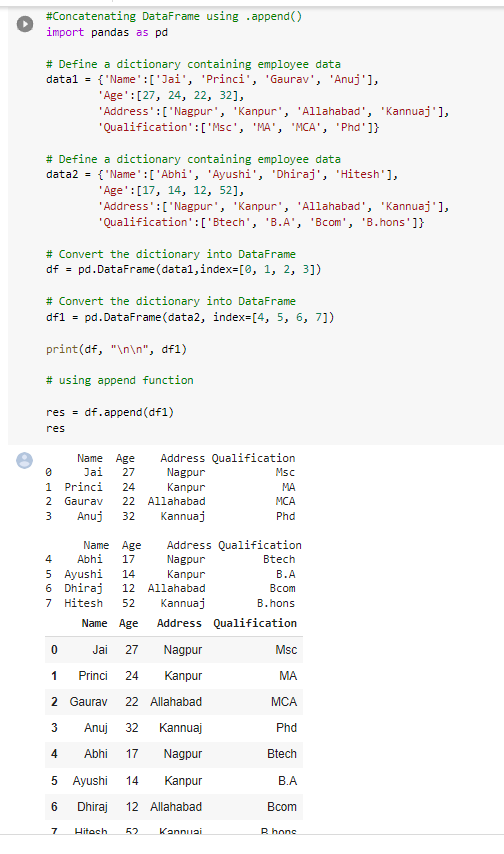 #Concatenating DataFrame using .append()
import pandas as pd
# Define a dictionary containing employee data
data1 = {'Name':['Jai', 'Princi', 'Gaurav', 'Anuj'],
'Age':[27, 24, 22, 32],
'Address':['Nagpur', 'Kanpur', 'Allahabad', 'Kannuaj'],
'Qualification':['Msc', 'MA', 'MCA', 'Phd']}
# Define a dictionary containing employee data
data2 = {'Name':['Abhi', 'Ayushi', 'Dhiraj', 'Hitesh'],
'Age':[17, 14, 12, 52],
'Address':['Nagpur', 'Kanpur', 'Allahabad', 'Kannuaj'],
'Qualification':['Btech', 'B.A', 'Bcom', 'B.hons']}
# Convert the dictionary into DataFrame
df = pd.DataFrame(data1,index=[0, 1, 2, 3])
# Convert the dictionary into DataFrame
df1 = pd.DataFrame(data2, index=[4, 5, 6, 7])
print(df, "\n\n", df1)
# using append function
res = df.append(df1)
res
Name Age Address Qualification
0 Jai 27 Nagpur Msc
1 Princi 24 Kanpur MA
2 Gaurav 22 Allahabad MCA
3 Anuj 32 Kannuaj Phd
Name Age Address Qualification
4 Abhi 17 Nagpur Btech
5 Ayushi 14 Kanpur B.A
6 Dhiraj 12 Allahabad Bcom
7 Hitesh 52 Kannuaj B.hons
Name Age Address Qualification
0 Jai 27 Nagpur Msc
1 Princi 24 Kanpur MA
2 Gaurav 22 Allahabad MCA
3 Anuj 32 Kannuaj Phd
4 Abhi 17 Nagpur Btech
5 Ayushi 14 Kanpur B.A
6 Dhiraj 12 Allahabad Bcom
7 Hitesh 52 Kannuaj B.hons